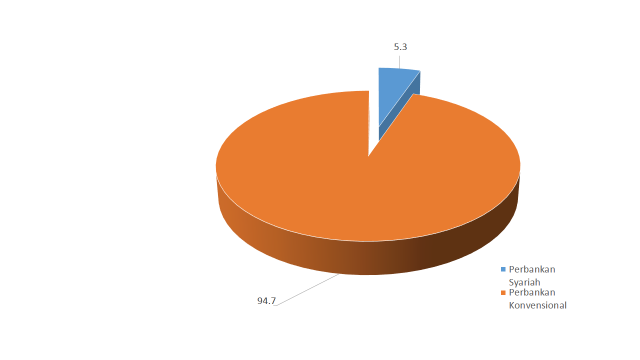 5.3
94.7
Perbankan
Syariah
Perbankan
Konvensional